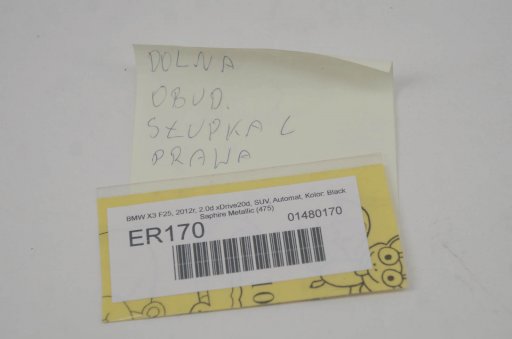 DOLNA
OBUD.
SŁUPKA C
PRAWA
BMW X3 F25, 2012r, 2.0d xDrive20d, SUV, Automat, Kolor: Black
Saphire Metallic (475)
ER170
01480170